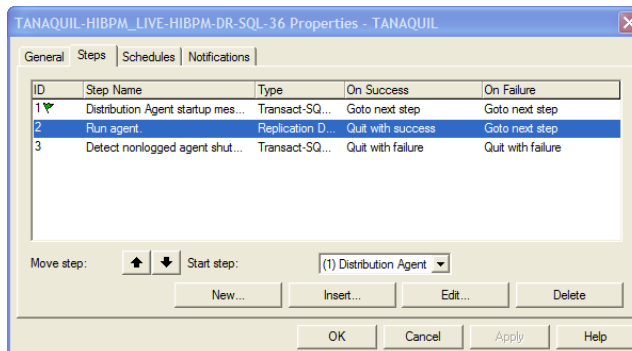 TANAQUIL-HIBPM_LIVE-HIBPM-DR-SQL-36 Properties - TANAQUIL
General Steps Schedules Notifications
ID Step Name Type On Success On Failure
1 Distribution Agent startup mes... Transact-SQ... Goto next step Goto next step
2 Run agent. Replication D... Quit with success Goto next step
3 Detect nonlogged agent shut... Transact-SQ... Quit with failure Quit with failure
Move step: Start step: (1) Distribution Agent
New... Insert... Edit... Delete
OK Cancel Apply Help